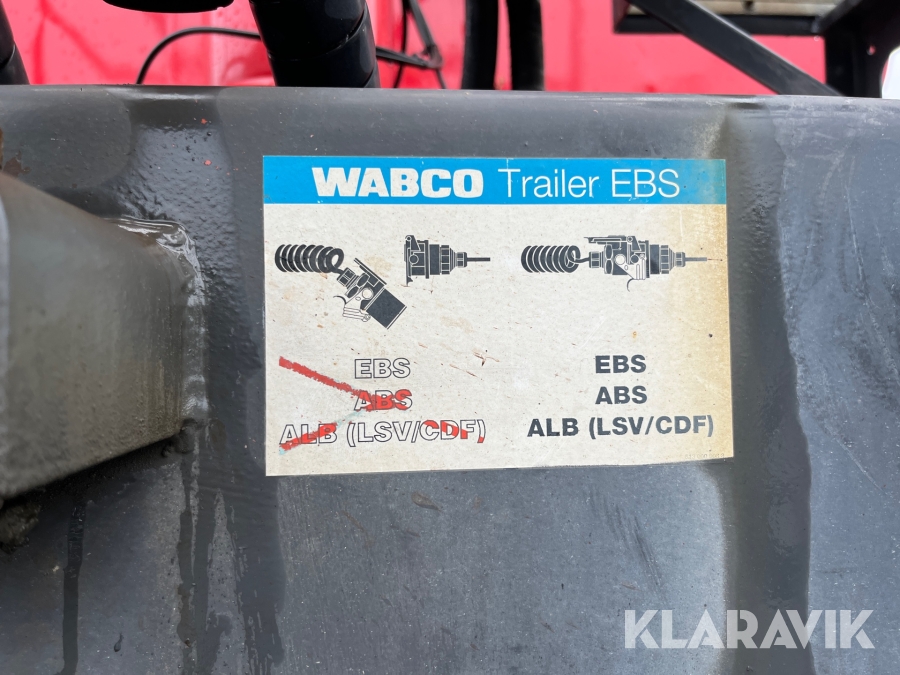 WABCO Trailer EBS
EBS
ABS
ALB (LSV/CDF)
EBS
ABS
ALB (LSV/CDF)
KLARAVIK